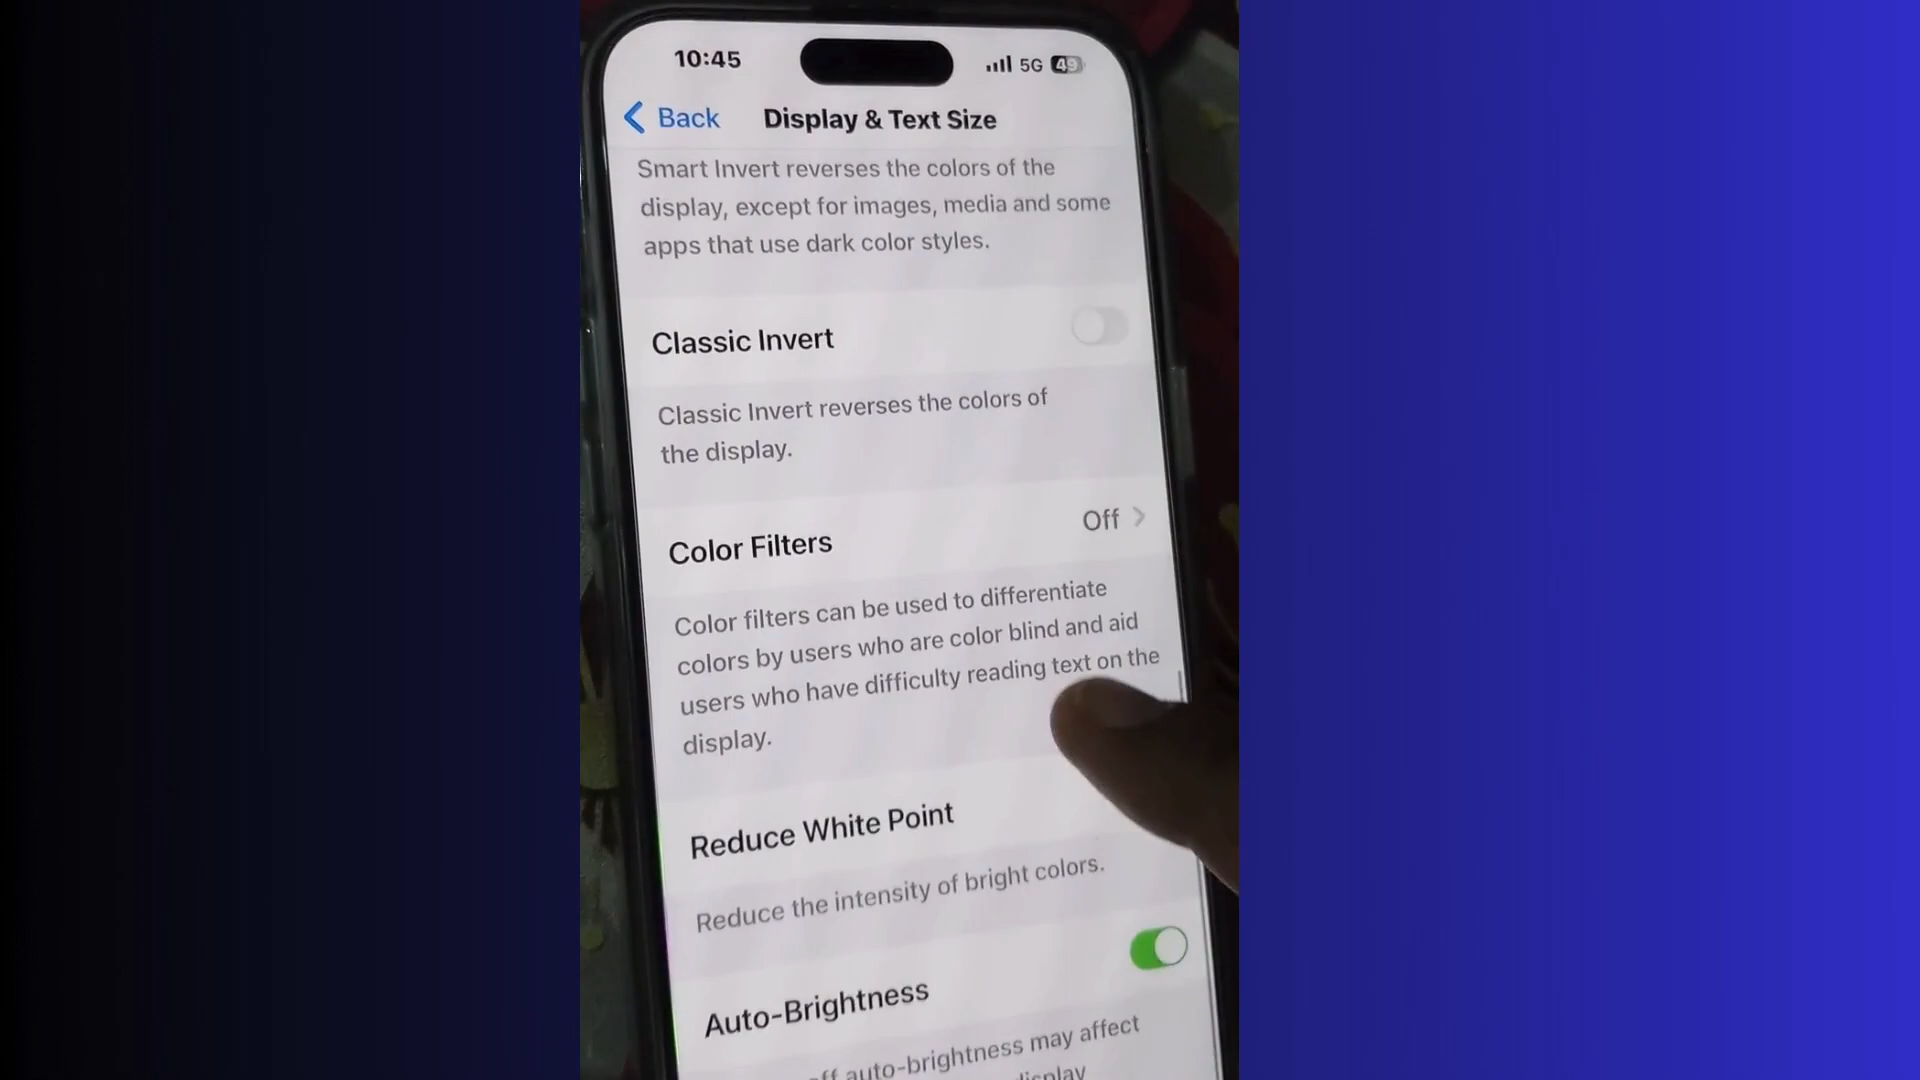 10:45 5G 49
Back Display & Text Size
Smart Invert reverses the colors of the
display, except for images, media and some
apps that use dark color styles.
Classic Invert
Classic Invert reverses the colors of
the display.
Color Filters Off
Color filters can be used to differentiate
colors by users who are color blind and aid
users who have difficulty reading text on the
display.
Reduce White Point
Reduce the intensity of bright colors.
Auto-Brightness
auto-brightness may affect